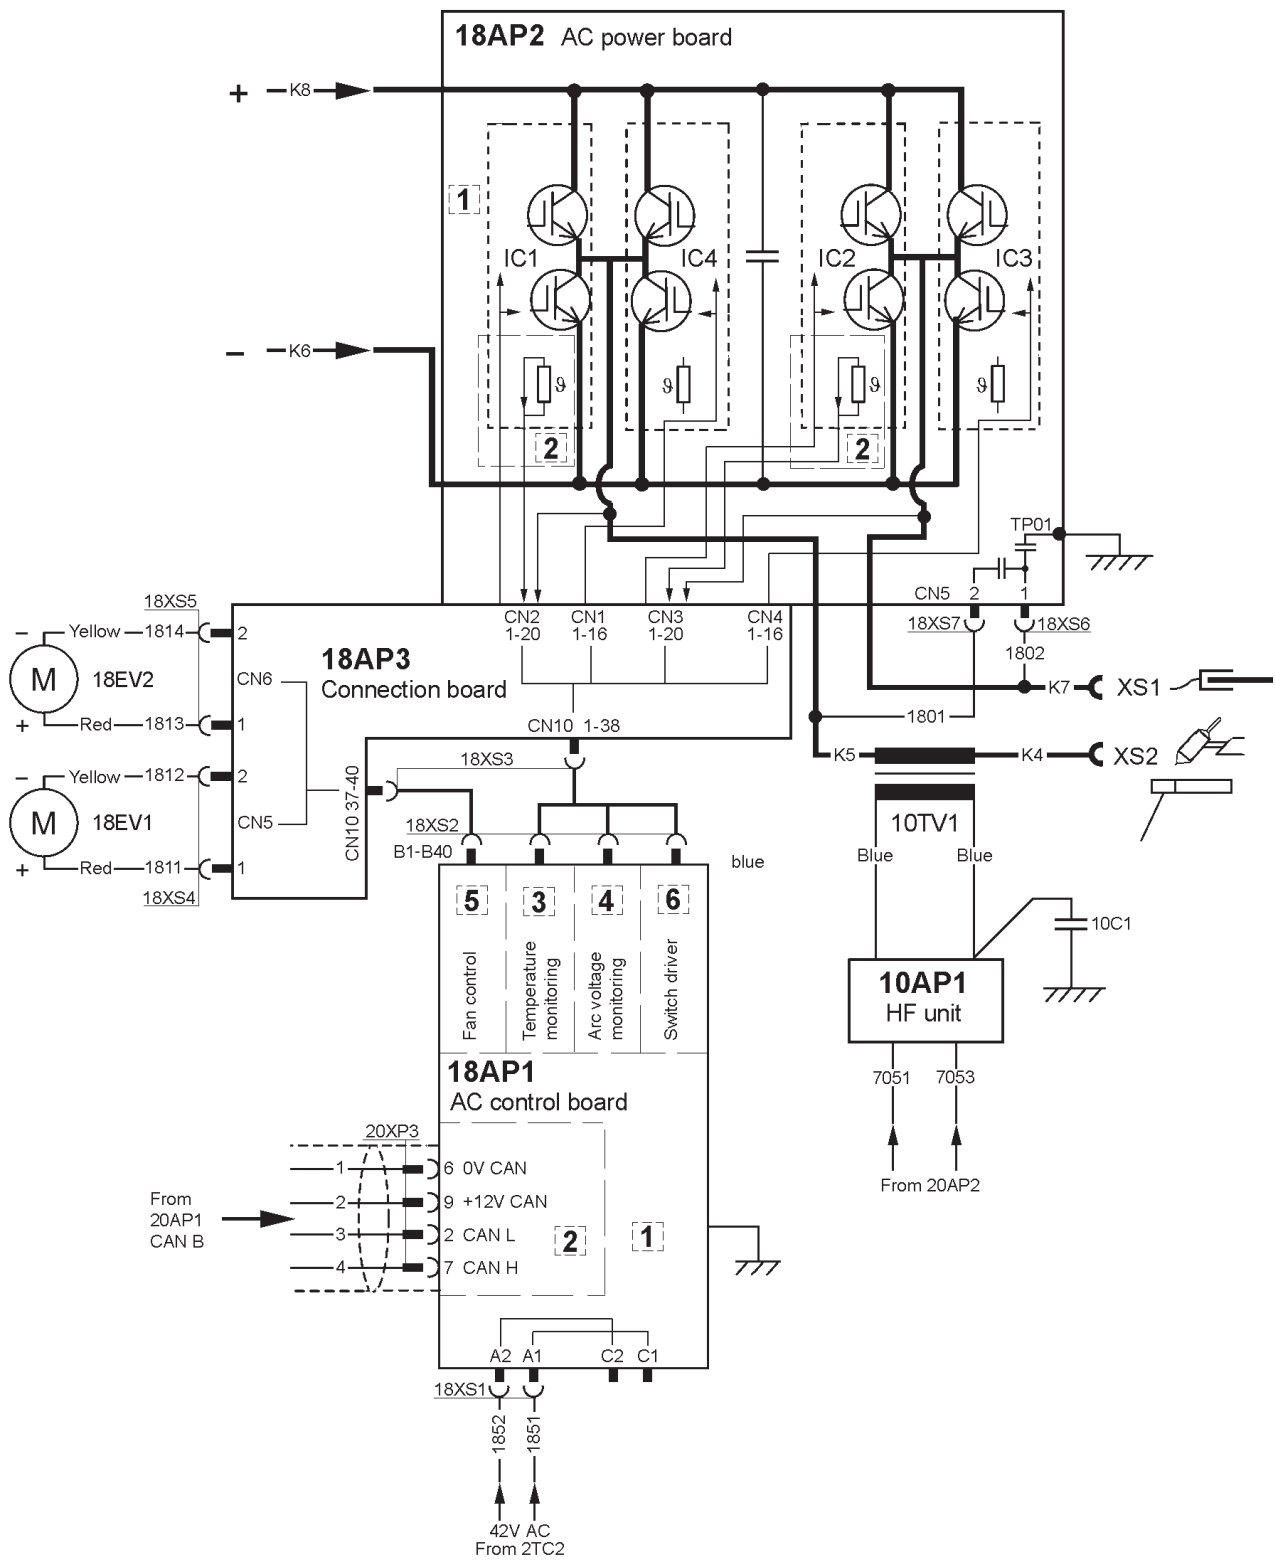 18AP2 AC power board
+ K8
1
IC1
IC4
IC2
IC3
- K6
ϑ
ϑ
ϑ
ϑ
2
2
TP01
CN5 2 1
18XS7
18XS6
1802
CN2
1-20
CN1
1-16
CN3
1-20
CN4
1-16
18XS5
- Yellow 1814 2
M 18EV2
CN6
+ Red 1813 1
Yellow 1812 2
-
M 18EV1
CN5
+ Red 1811 1
18XS4
18AP3
Connection board
CN10 1-38
CN10 37-40
18XS3
K7 XS1
1801
K5
K4 XS2
10TV1
Blue
Blue
18XS2
B1-B40
blue
5
3
4
6
Fan control
Temperature
monitoring
Arc voltage
monitoring
Switch driver
10C1
10AP1
HF unit
7051
7053
From 20AP2
18AP1
AC control board
20XP3
1 6 0V CAN
2 9 +12V CAN
3 2 CAN L
4 7 CAN H
From
20AP1
CAN B
2
1
A2 A1 C2 C1
18XS1
1852
1851
42V AC
From 2TC2